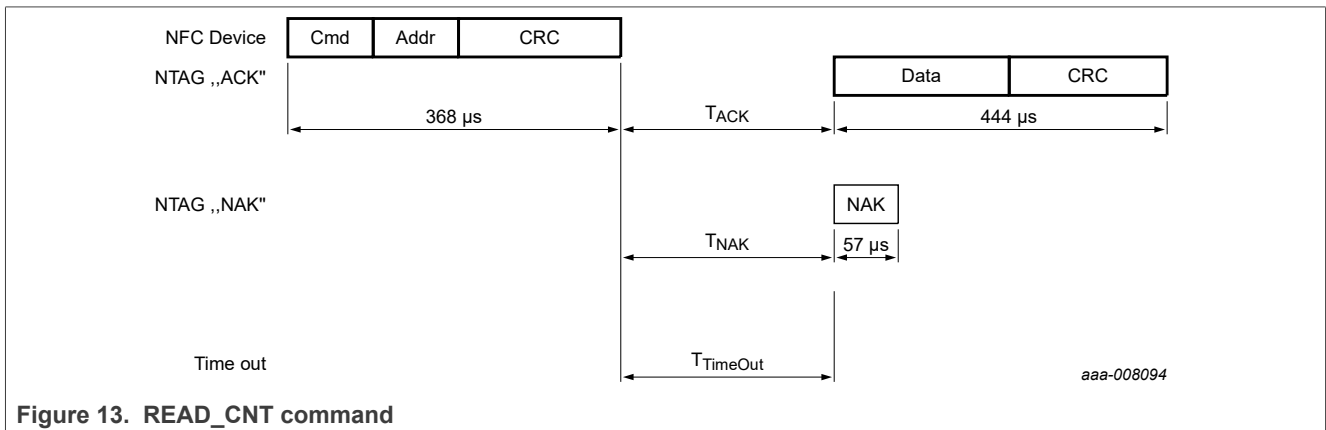 NFC Device Cmd Addr CRC
NTAG ,,ACK" Data CRC
368 µs TACK 444 µs
NTAG ,,NAK" NAK
TNAK 57 µs
Time out TTimeOut aaa-008094
Figure 13. READ_CNT command